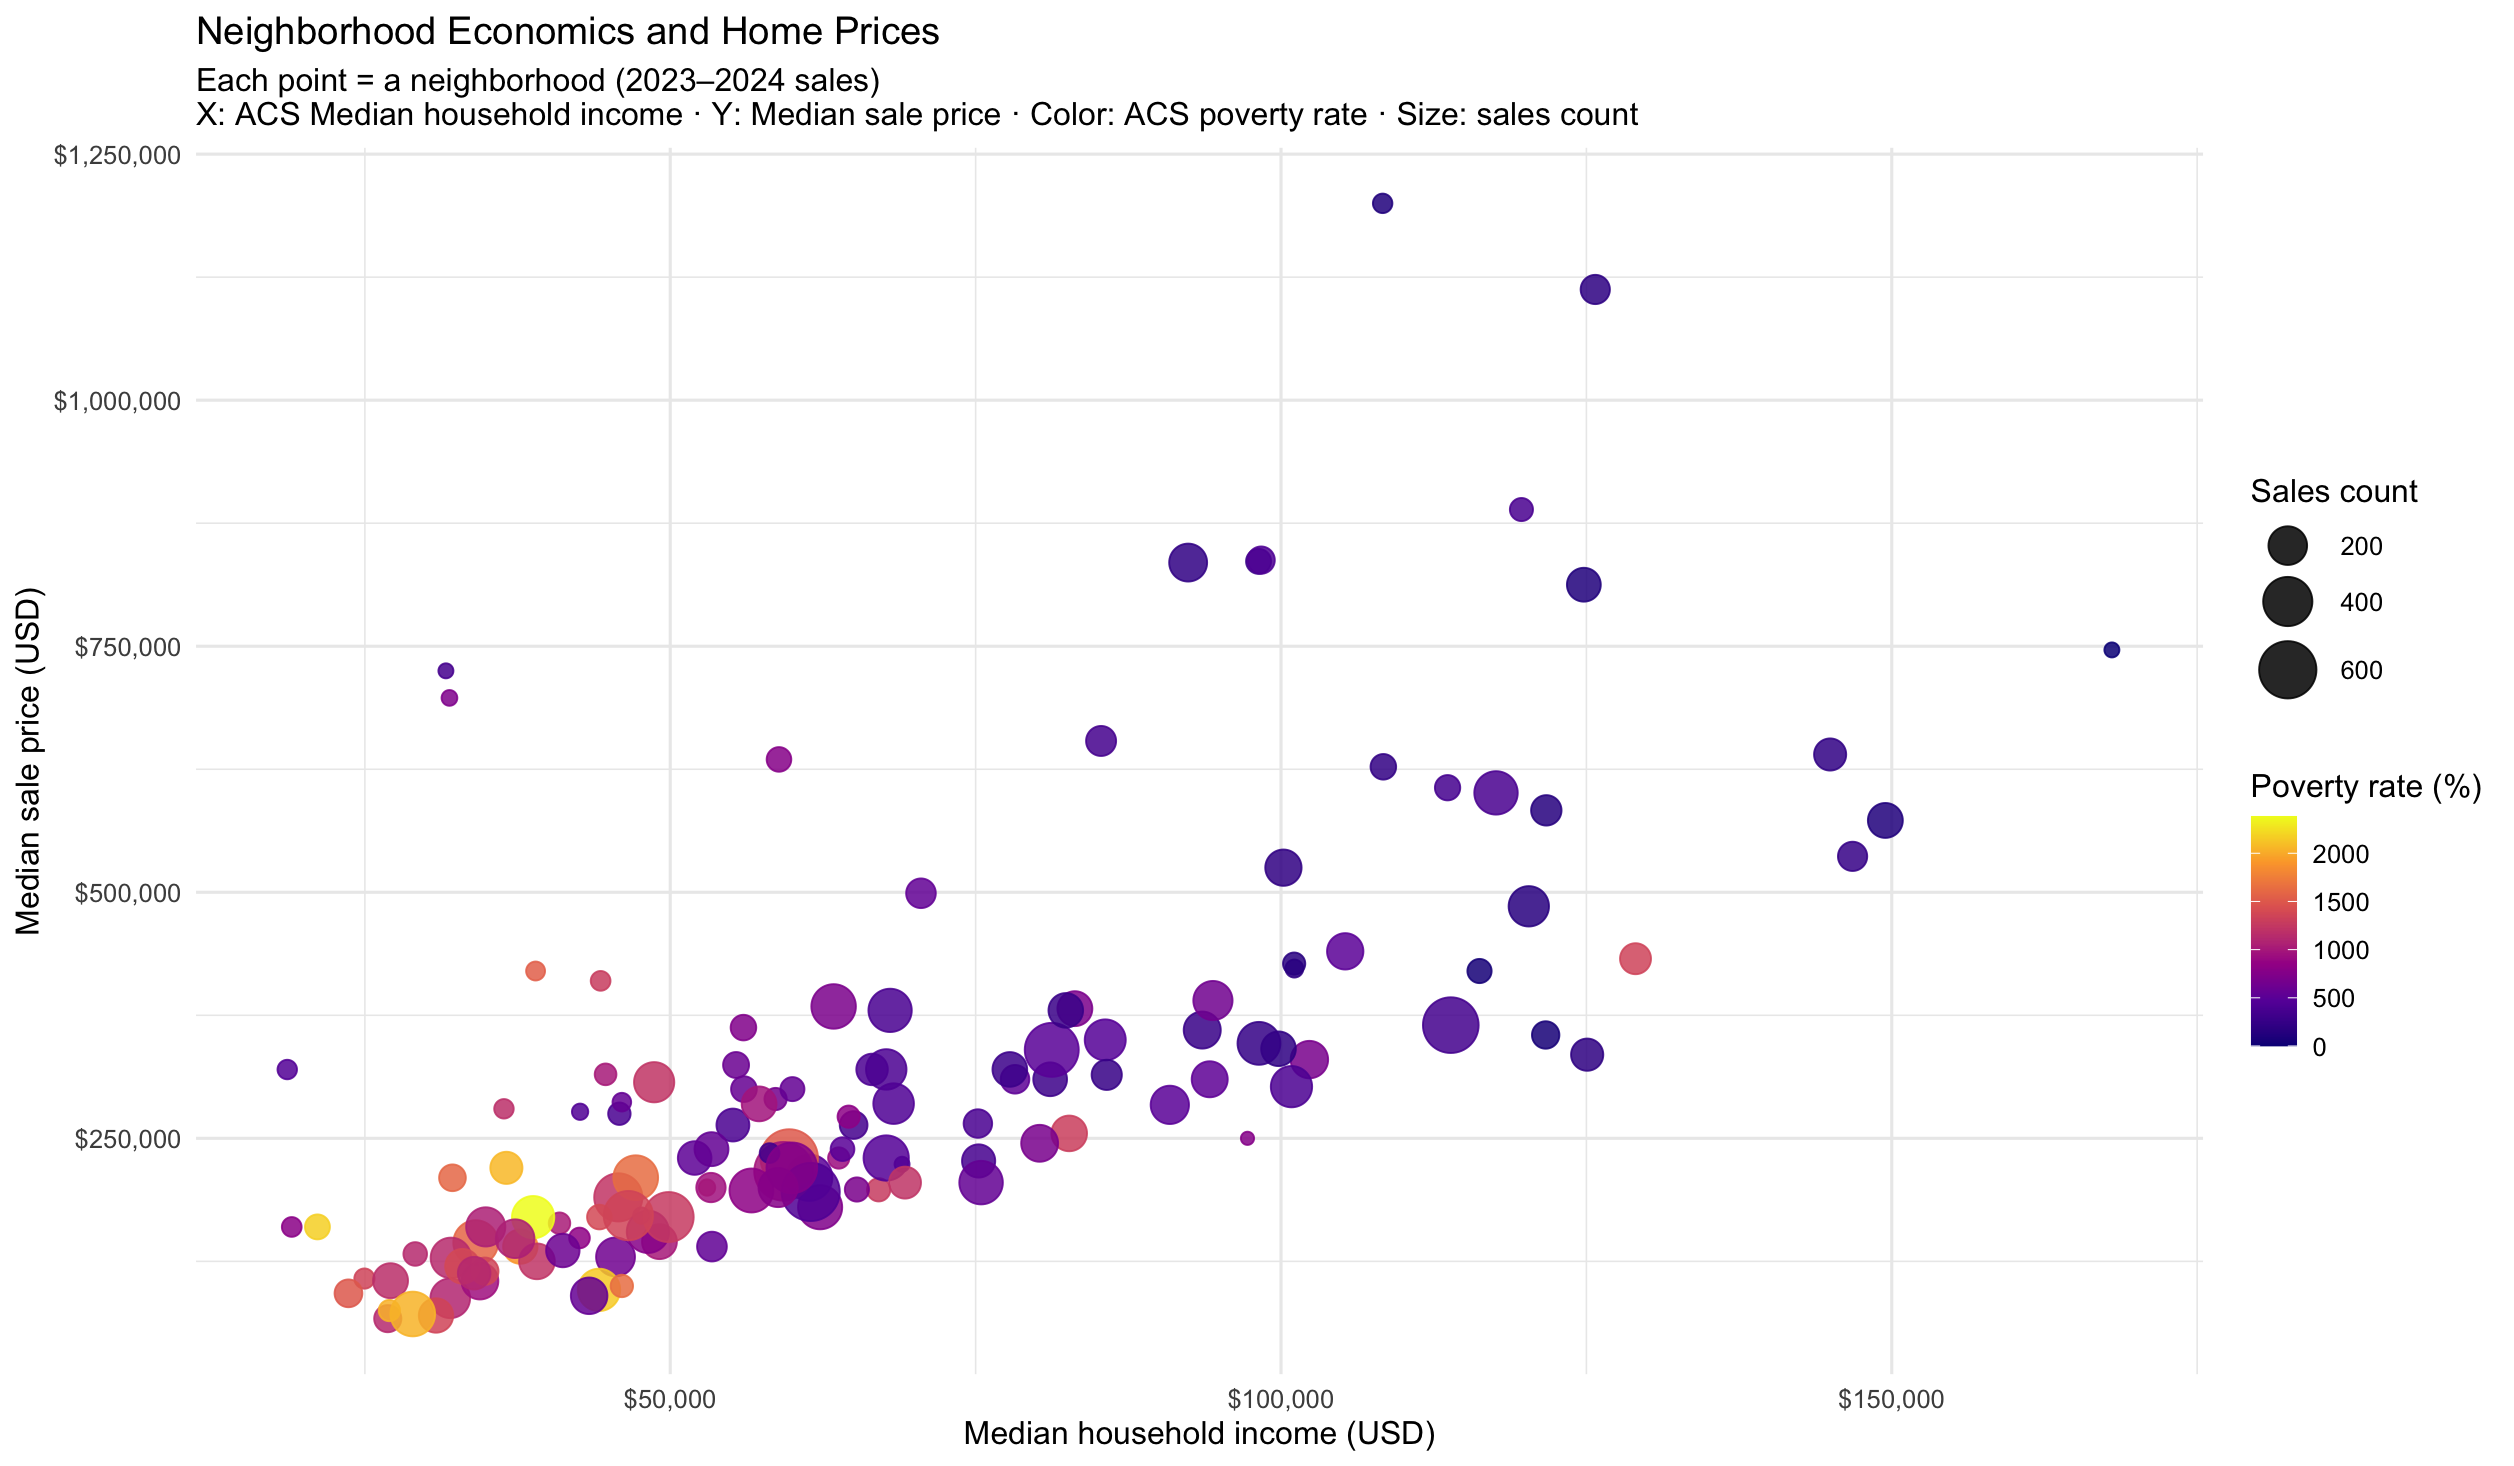 Neighborhood Economics and Home Prices
Each point = a neighborhood (2023–2024 sales)
X: ACS Median household income · Y: Median sale price · Color: ACS poverty rate · Size: sales count
$1,250,000
$1,000,000
$750,000
$500,000
$250,000
Median sale price (USD)
$50,000
$100,000
$150,000
Median household income (USD)
Sales count
200
400
600
Poverty rate (%)
2000
1500
1000
500
0